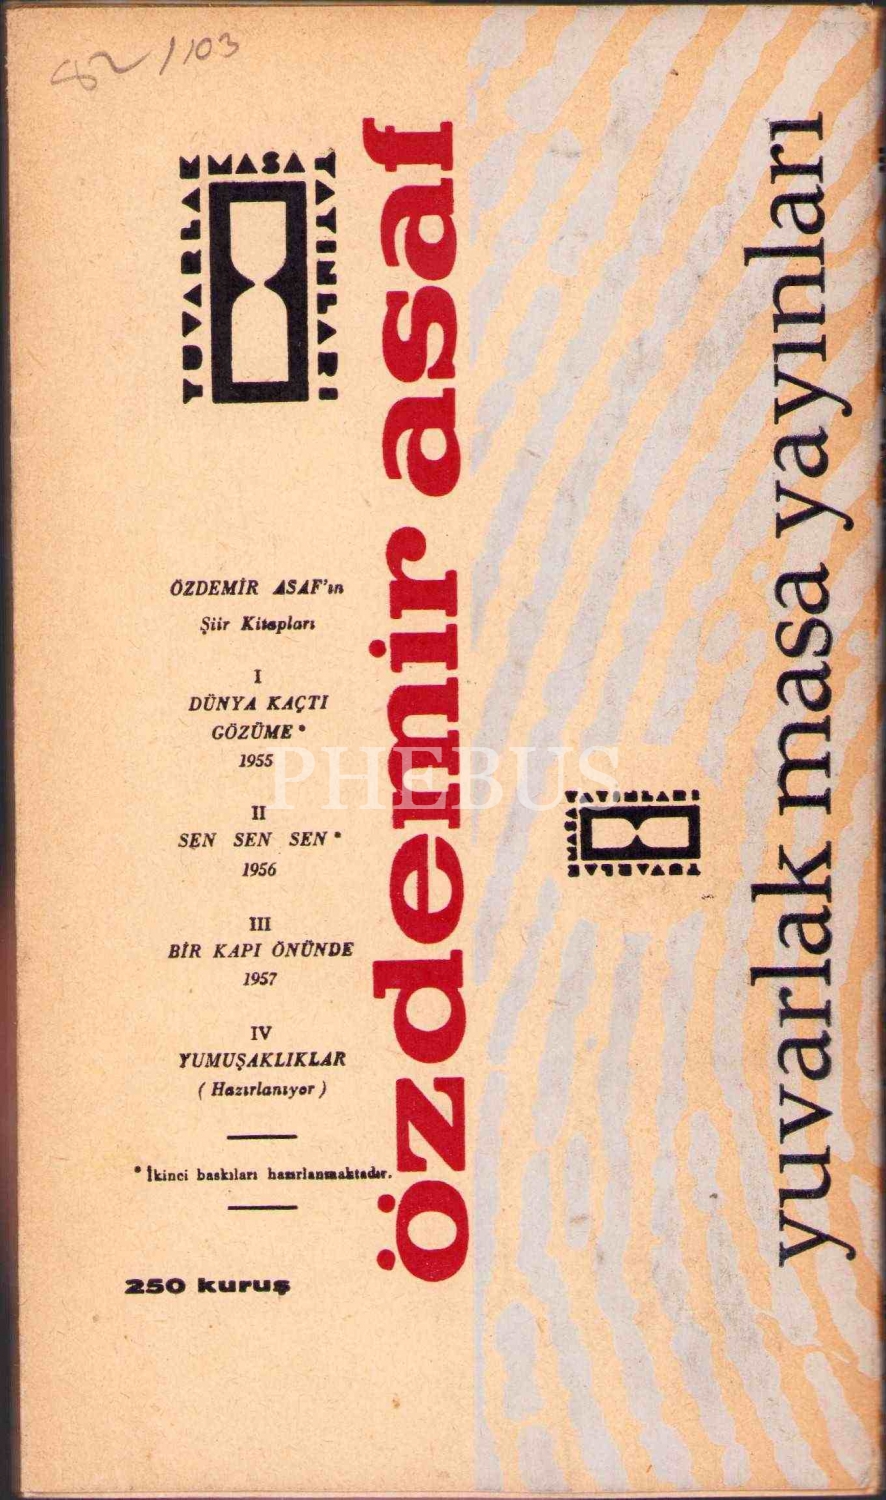 82/103
YUVARLAK MASA YAYINLARI
özdemir asaf
ÖZDEMİR ASAF'ın
Şiir Kitapları
I
DÜNYA KAÇTI
GÖZÜME*
1955
II
SEN SEN SEN*
1956
III
BİR KAPI ÖNÜNDE
1957
IV
YUMUŞAKLIKLAR
(Hazırlanıyor)
* İkinci baskıları hazırlanmaktadır.
250 kuruş
PHEBUS
YUVARLAK MASA YAYINLARI
yuvarlak masa yayınları